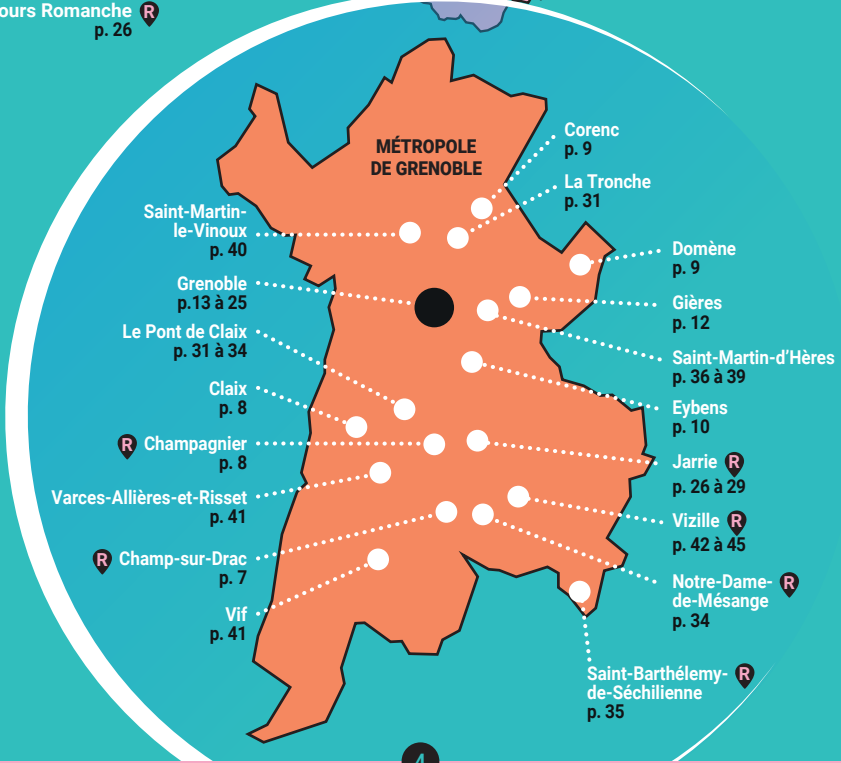 ours Romanche R
p. 26
MÉTROPOLE
DE GRENOBLE
Corenc
p. 9
La Tronche
p. 31
Saint-Martin-
le-Vinoux
p. 40
Domène
p. 9
Grenoble
p.13 à 25
Gières
p. 12
Le Pont de Claix
p. 31 à 34
Saint-Martin-d'Hères
p. 36 à 39
Claix
p. 8
Eybens
p. 10
R Champagnier
p. 8
Jarrie R
p. 26 à 29
Varces-Allières-et-Risset
p. 41
Vizille R
p. 42 à 45
R Champ-sur-Drac
p. 7
Notre-Dame- R
de-Mésange
p. 34
Vif
p. 41
Saint-Barthélemy- R
de-Séchilienne
p. 35
4